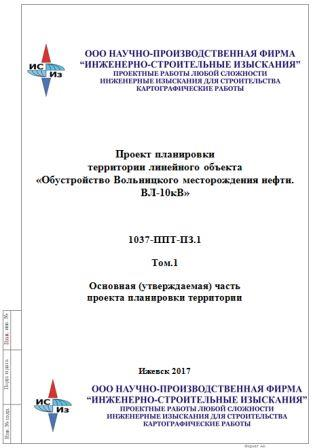 ИС
Из
ООО НАУЧНО-ПРОИЗВОДСТВЕННАЯ ФИРМА
“ИНЖЕНЕРНО-СТРОИТЕЛЬНЫЕ ИЗЫСКАНИЯ”
ПРОЕКТНЫЕ РАБОТЫ ЛЮБОЙ СЛОЖНОСТИ
ИНЖЕНЕРНЫЕ ИЗЫСКАНИЯ ДЛЯ СТРОИТЕЛЬСТВА
КАРТОГРАФИЧЕСКИЕ РАБОТЫ
Проект планировки
территории линейного объекта
«Обустройство Вольницкого месторождения нефти.
ВЛ-10кВ»
1037-ППТ-ПЗ.1
Том.1
Основная (утверждаемая) часть
проекта планировки территории
Взам. инв. №
Подп. и дата
Инв. № подл.
Ижевск 2017
ИС
Из
ООО НАУЧНО-ПРОИЗВОДСТВЕННАЯ ФИРМА
“ИНЖЕНЕРНО-СТРОИТЕЛЬНЫЕ ИЗЫСКАНИЯ”
ПРОЕКТНЫЕ РАБОТЫ ЛЮБОЙ СЛОЖНОСТИ
ИНЖЕНЕРНЫЕ ИЗЫСКАНИЯ ДЛЯ СТРОИТЕЛЬСТВА
КАРТОГРАФИЧЕСКИЕ РАБОТЫ